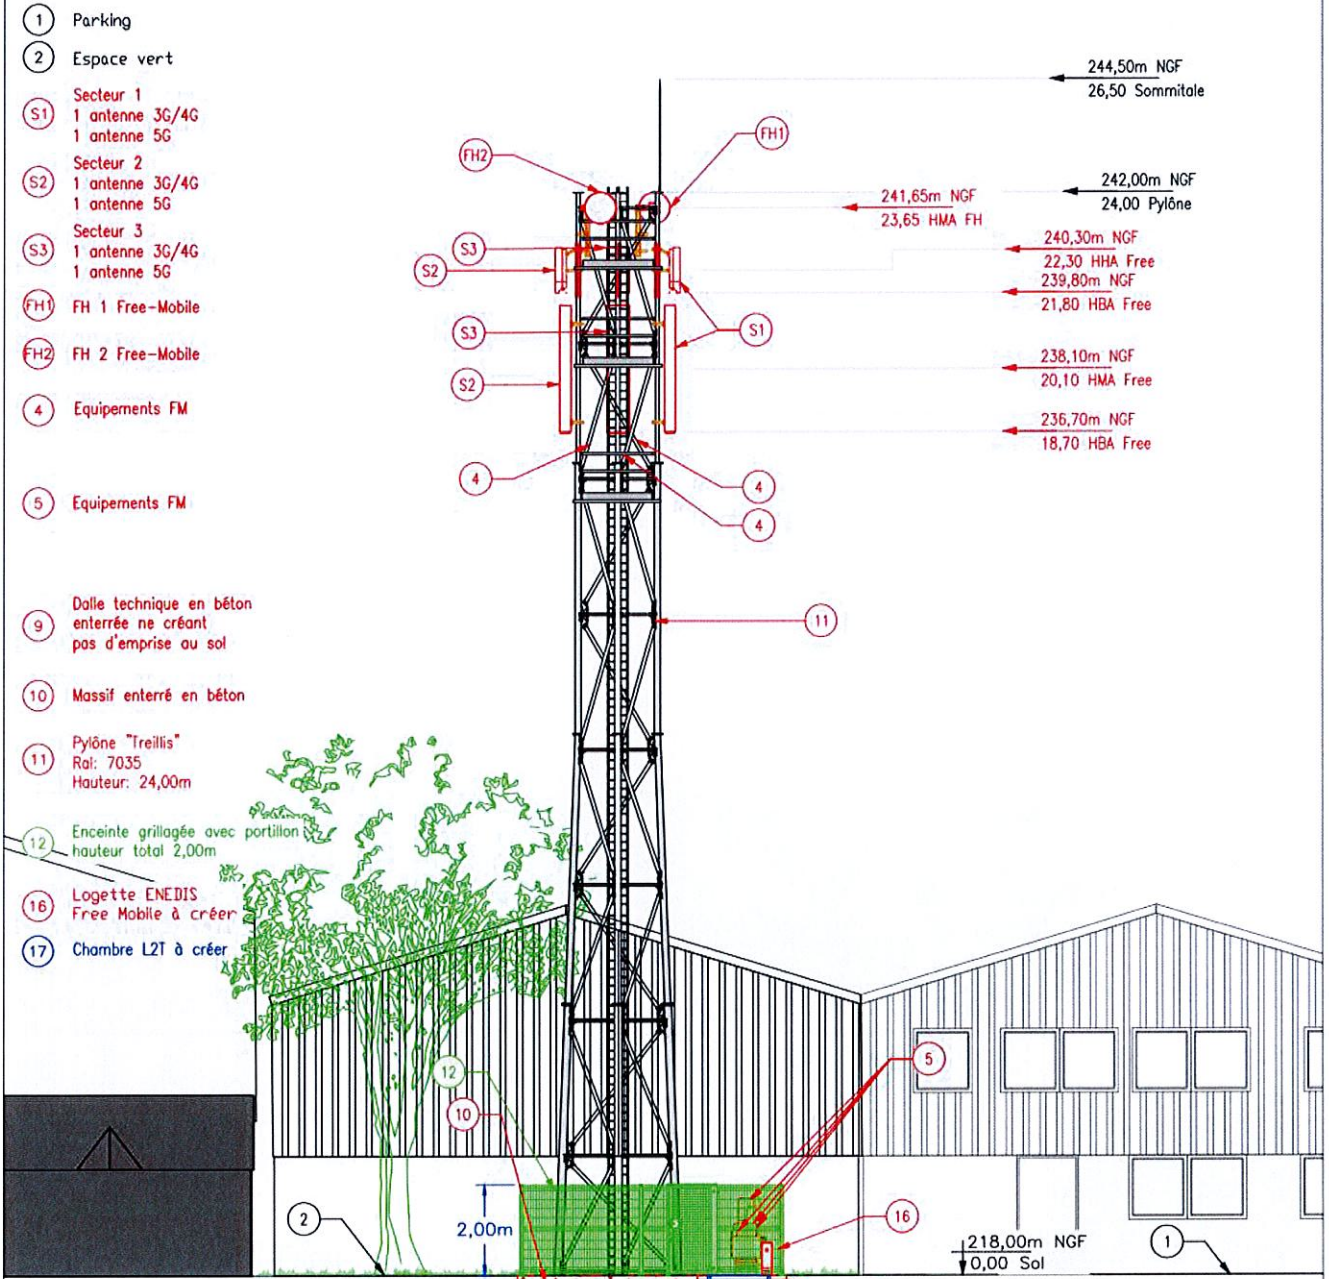 1 Parking
2 Espace vert
S1 Secteur 1
1 antenne 3G/4G
1 antenne 5G
S2 Secteur 2
1 antenne 3G/4G
1 antenne 5G
S3 Secteur 3
1 antenne 3G/4G
1 antenne 5G
FH1 FH 1 Free-Mobile
FH2 FH 2 Free-Mobile
4 Equipements FM
5 Equipements FM
9 Dalle technique en béton
enterrée ne créant
pas d'emprise au sol
10 Massif enterré en béton
11 Pylône "Treillis"
Ral: 7035
Hauteur: 24,00m
12 Enceinte grillagée avec portillon
hauteur total 2,00m
16 Logette ENEDIS
Free Mobile à créer
17 Chambre L2T à créer
244,50m NGF
26,50 Sommitale
FH1
FH2
242,00m NGF
24,00 Pylône
241,65m NGF
23,65 HMA FH
240,30m NGF
22,30 HHA Free
S3
S2
239,80m NGF
21,80 HBA Free
S3
S1
238,10m NGF
20,10 HMA Free
S2
236,70m NGF
18,70 HBA Free
4
4
4
11
5
12
10
2
2,00m
16
218,00m NGF
0,00 Sol
1